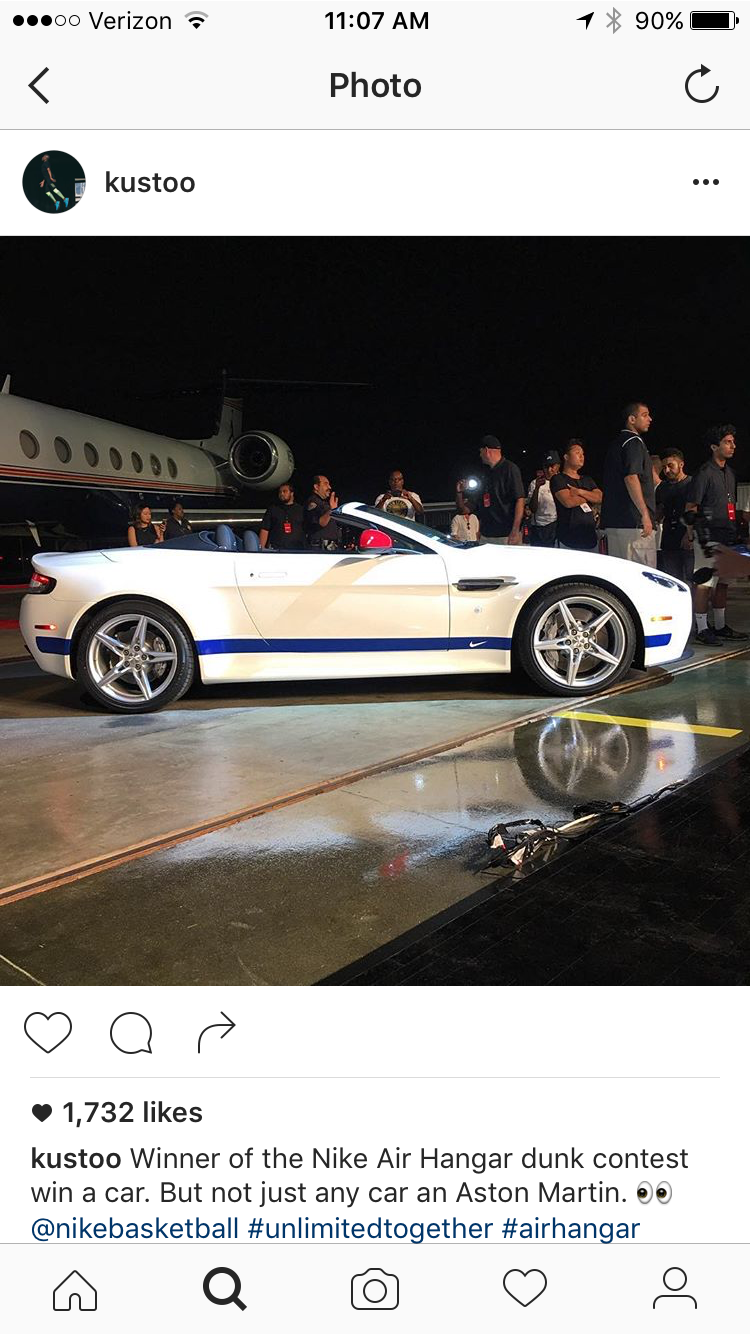 Verizon 11:07 AM 90%
Photo
kustoo
1,732 likes
kustoo Winner of the Nike Air Hangar dunk contest
win a car. But not just any car an Aston Martin. 👀
@nikebasketball #unlimitedtogether #airhangar